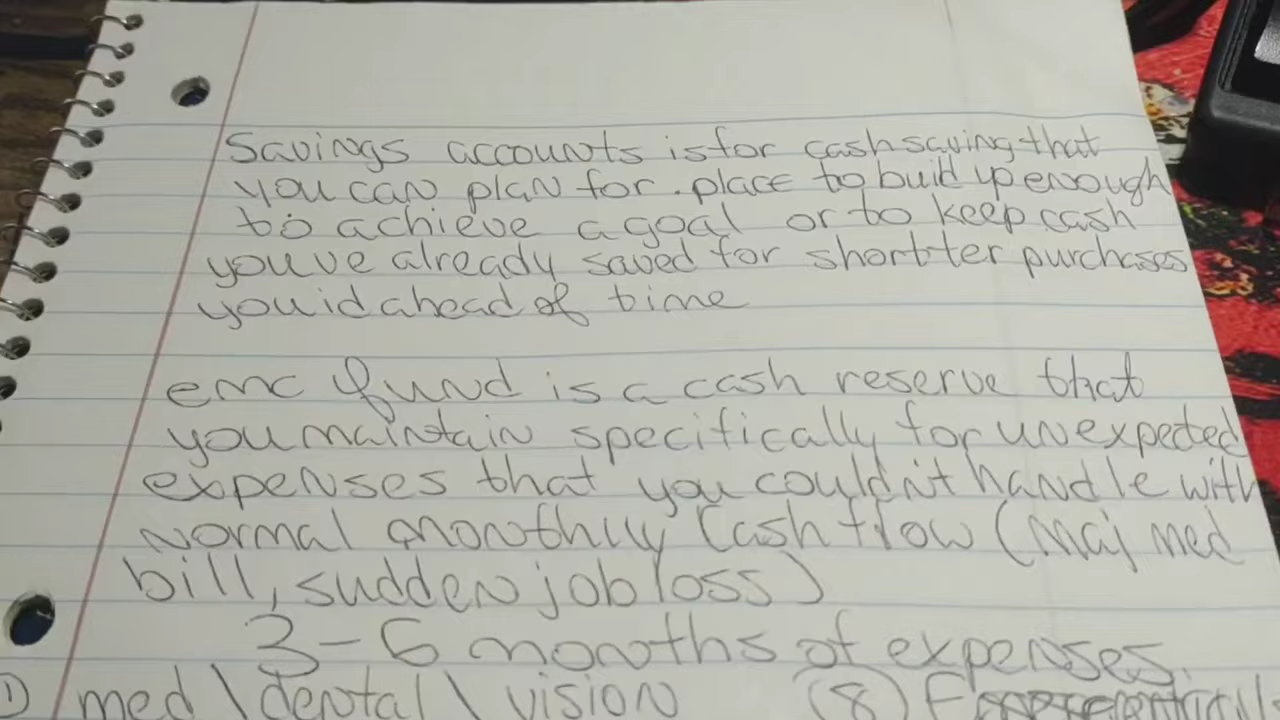 Savings accounts is for cash saving that
you can plan for. place to build up enough
to achieve a goal or to keep cash
youve already saved for short-ter purchases
you id ahead of time
emc fund is a cash reserve that
you maintain specifically for unexpected
expenses that you couldn't handle with
normal monthly cash flow (Maj med
bill, sudden job loss)
3-6 months of expenses.
1) med \ dental \ vision (8)